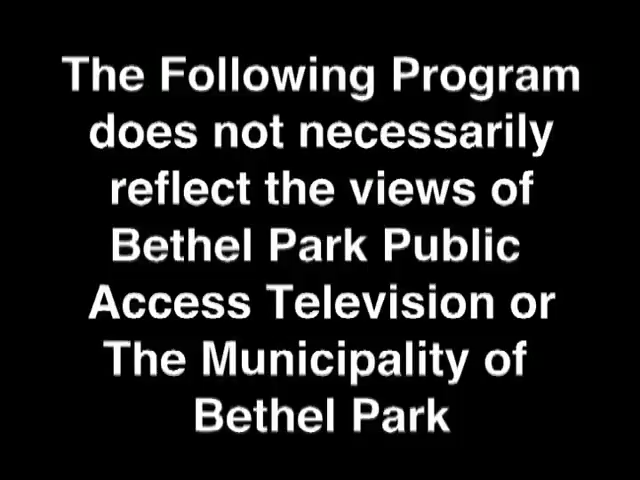 The Following Program
does not necessarily
reflect the views of
Bethel Park Public
Access Television or
The Municipality of
Bethel Park